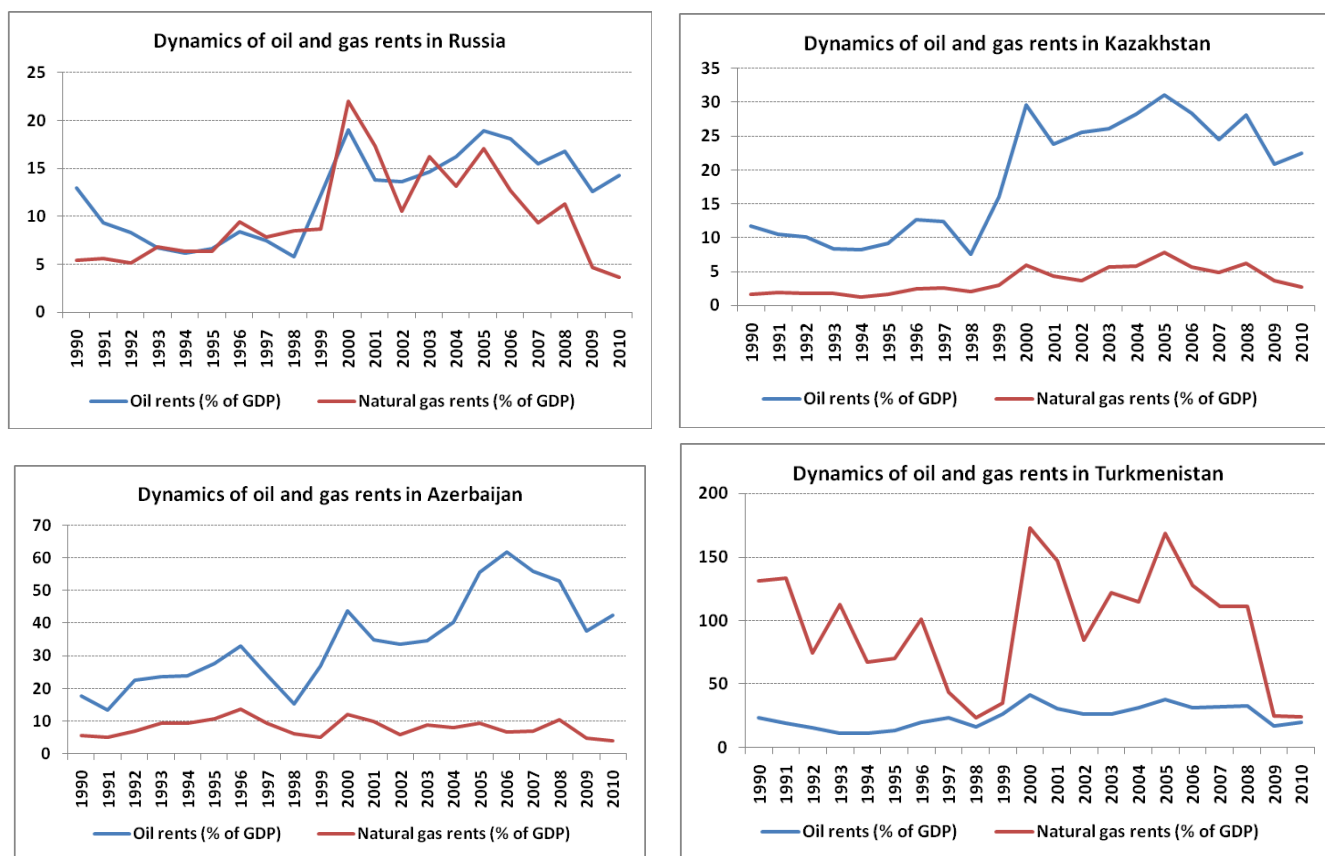 Dynamics of oil and gas rents in Russia
25
20
15
10
5
0
1990 1991 1992 1993 1994 1995 1996 1997 1998 1999 2000 2001 2002 2003 2004 2005 2006 2007 2008 2009 2010
Oil rents (% of GDP) Natural gas rents (% of GDP)
Dynamics of oil and gas rents in Kazakhstan
35
30
25
20
15
10
5
0
1990 1991 1992 1993 1994 1995 1996 1997 1998 1999 2000 2001 2002 2003 2004 2005 2006 2007 2008 2009 2010
Oil rents (% of GDP) Natural gas rents (% of GDP)
Dynamics of oil and gas rents in Azerbaijan
70
60
50
40
30
20
10
0
1990 1991 1992 1993 1994 1995 1996 1997 1998 1999 2000 2001 2002 2003 2004 2005 2006 2007 2008 2009 2010
Oil rents (% of GDP) Natural gas rents (% of GDP)
Dynamics of oil and gas rents in Turkmenistan
200
150
100
50
0
1990 1991 1992 1993 1994 1995 1996 1997 1998 1999 2000 2001 2002 2003 2004 2005 2006 2007 2008 2009 2010
Oil rents (% of GDP) Natural gas rents (% of GDP)